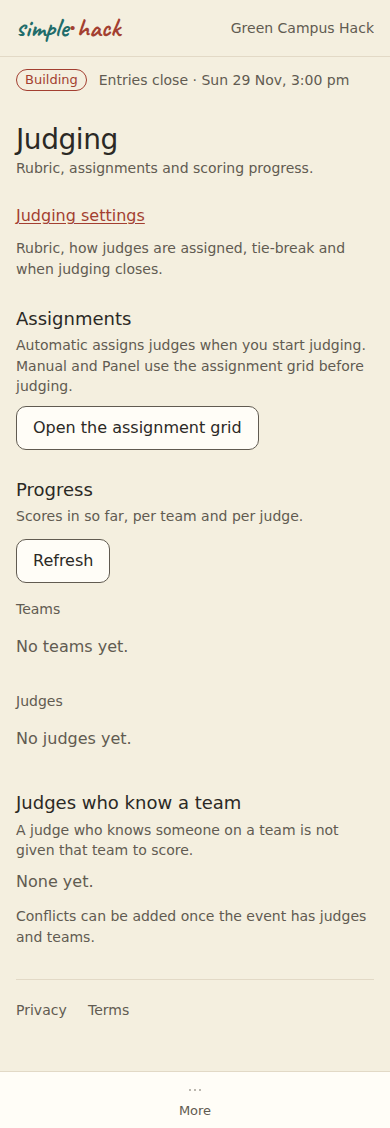 simple•hack
Green Campus Hack
Building
Entries close · Sun 29 Nov, 3:00 pm
Judging
Rubric, assignments and scoring progress.
Judging settings
Rubric, how judges are assigned, tie-break and
when judging closes.
Assignments
Automatic assigns judges when you start judging.
Manual and Panel use the assignment grid before
judging.
Open the assignment grid
Progress
Scores in so far, per team and per judge.
Refresh
Teams
No teams yet.
Judges
No judges yet.
Judges who know a team
A judge who knows someone on a team is not
given that team to score.
None yet.
Conflicts can be added once the event has judges
and teams.
Privacy Terms
...
More